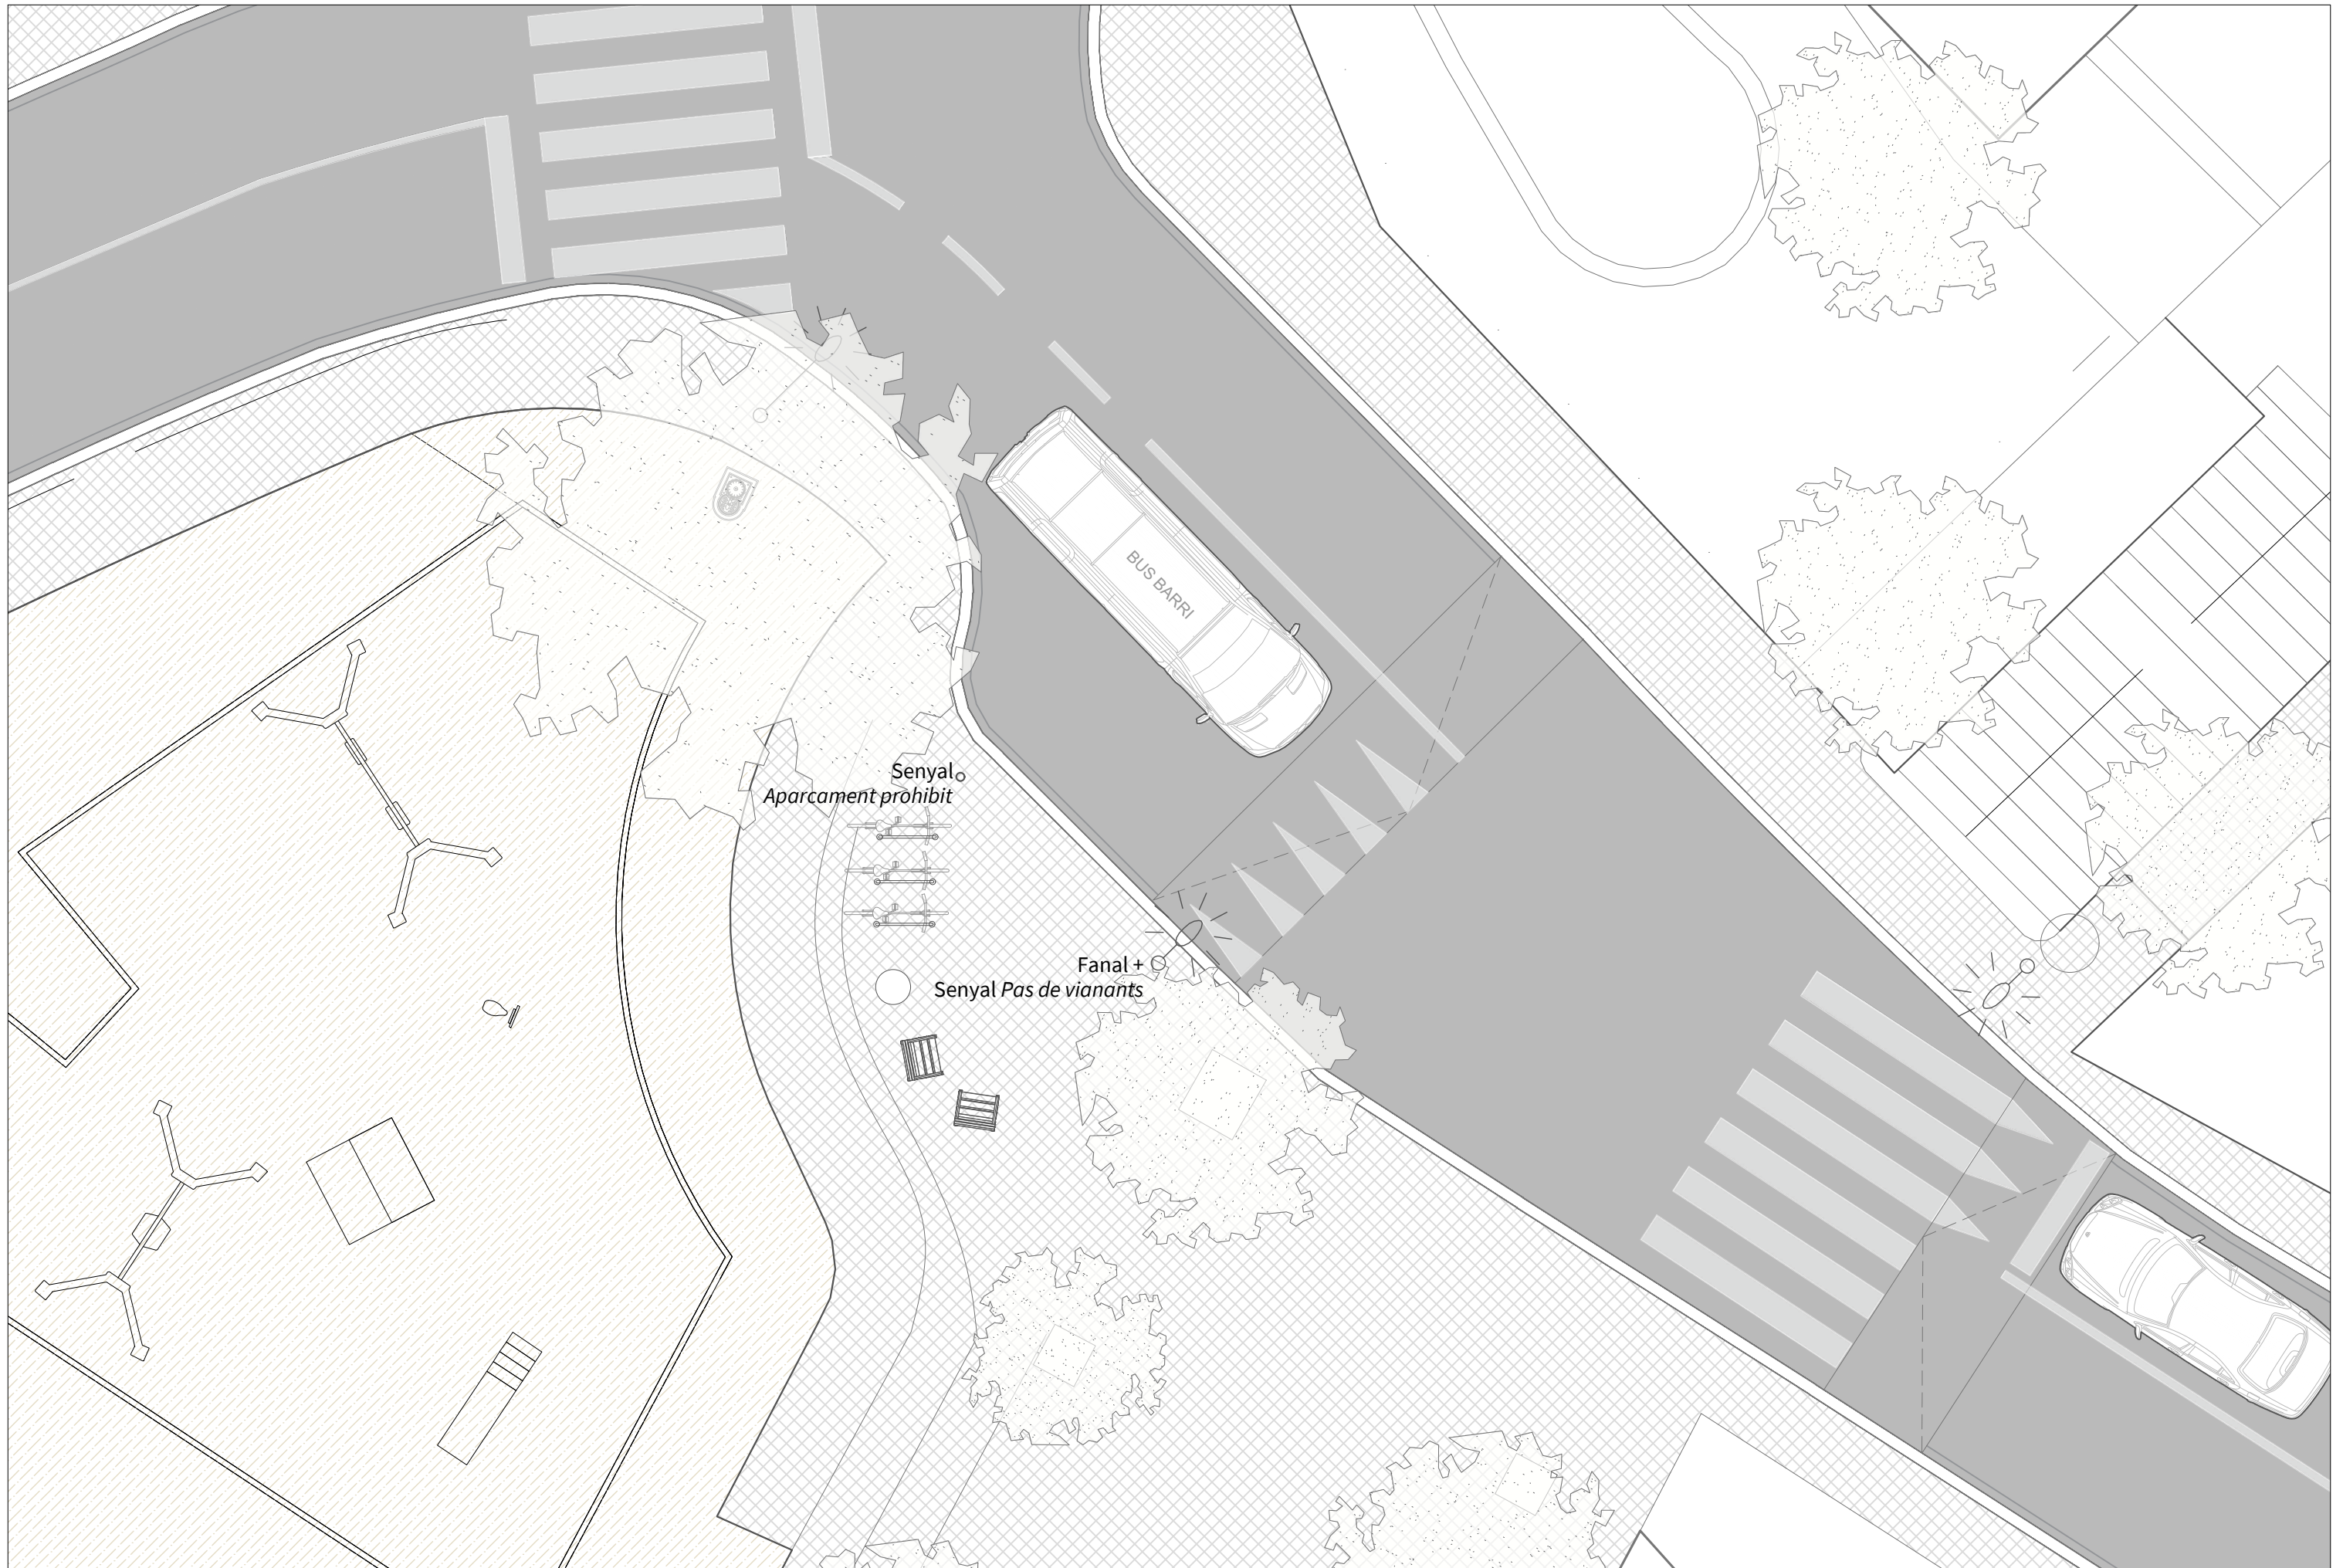 BUS BARRI
Senyal
Aparcament prohibit
Fanal +
Senyal Pas de vianants